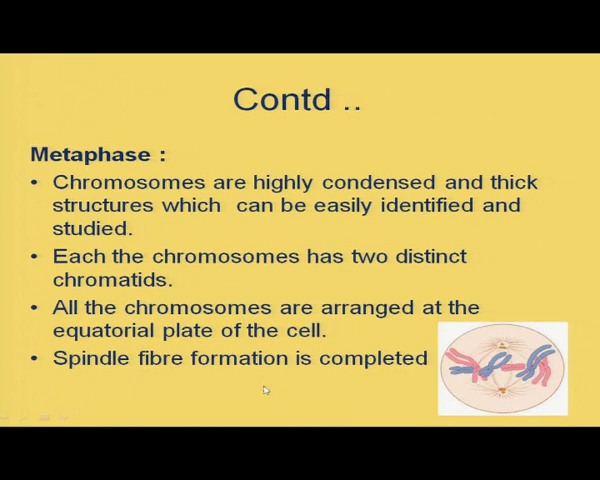 Contd ..
Metaphase :
• Chromosomes are highly condensed and thick
structures which can be easily identified and
studied.
• Each the chromosomes has two distinct
chromatids.
• All the chromosomes are arranged at the
equatorial plate of the cell.
• Spindle fibre formation is completed